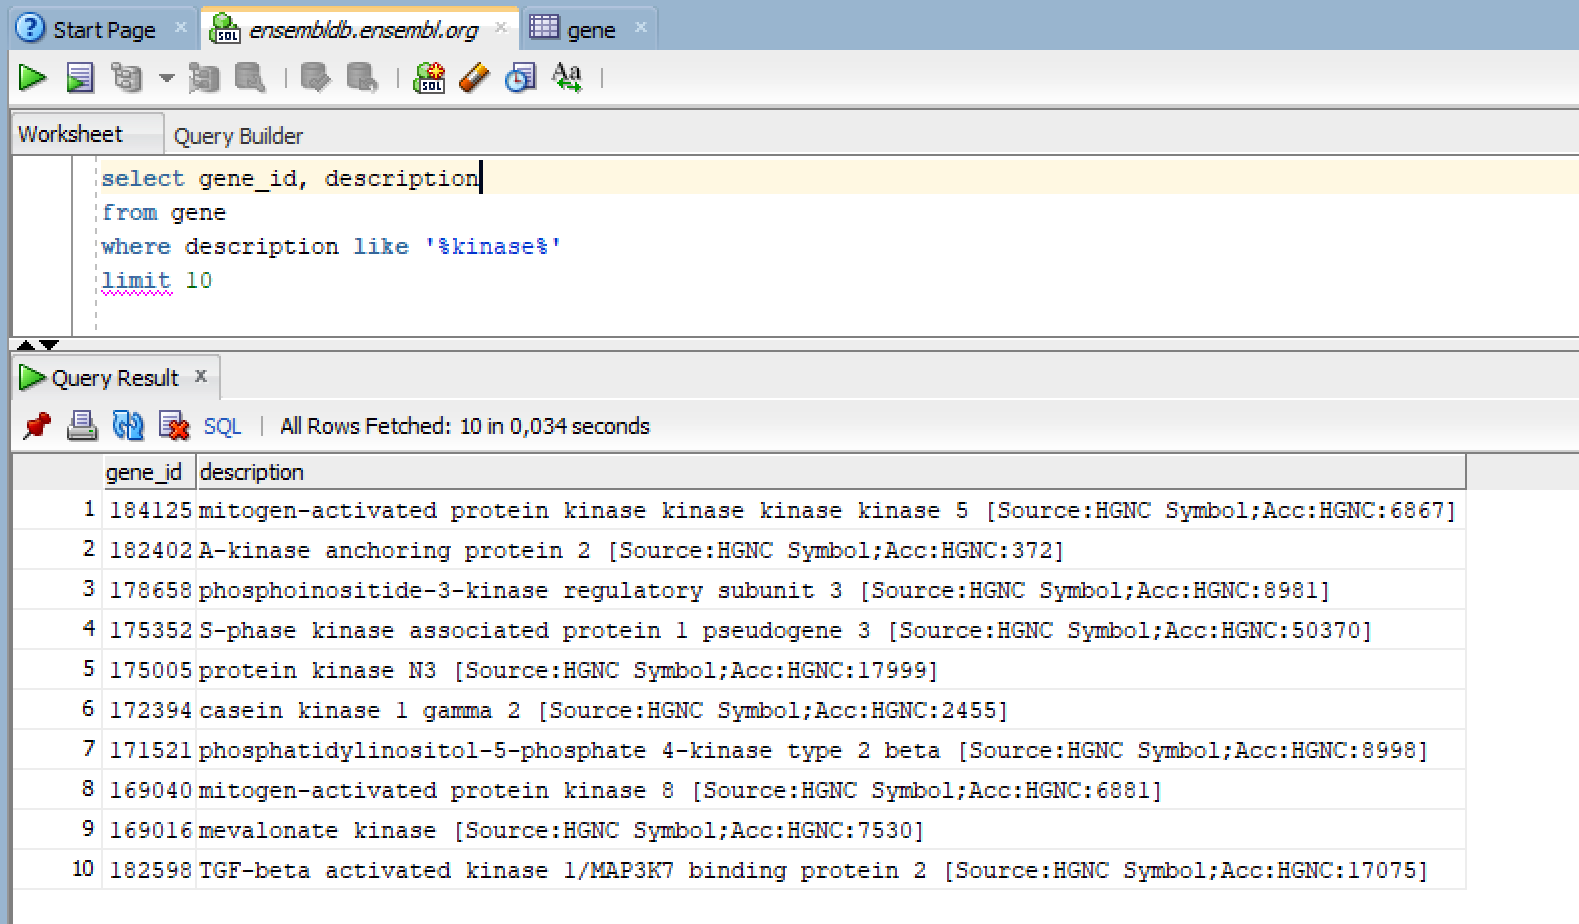 Start Page
ensembldb.ensembl.org
gene
SQL
SQL
Aa
Worksheet
Query Builder
select gene_id, description
from gene
where description like '%kinase%'
limit 10
Query Result
SQL | All Rows Fetched: 10 in 0,034 seconds
gene_id description
1 184125 mitogen-activated protein kinase kinase kinase kinase 5 [Source:HGNC Symbol;Acc:HGNC:6867]
2 182402 A-kinase anchoring protein 2 [Source:HGNC Symbol;Acc:HGNC:372]
3 178658 phosphoinositide-3-kinase regulatory subunit 3 [Source:HGNC Symbol;Acc:HGNC:8981]
4 175352 S-phase kinase associated protein 1 pseudogene 3 [Source:HGNC Symbol;Acc:HGNC:50370]
5 175005 protein kinase N3 [Source:HGNC Symbol;Acc:HGNC:17999]
6 172394 casein kinase 1 gamma 2 [Source:HGNC Symbol;Acc:HGNC:2455]
7 171521 phosphatidylinositol-5-phosphate 4-kinase type 2 beta [Source:HGNC Symbol;Acc:HGNC:8998]
8 169040 mitogen-activated protein kinase 8 [Source:HGNC Symbol;Acc:HGNC:6881]
9 169016 mevalonate kinase [Source:HGNC Symbol;Acc:HGNC:7530]
10 182598 TGF-beta activated kinase 1/MAP3K7 binding protein 2 [Source:HGNC Symbol;Acc:HGNC:17075]